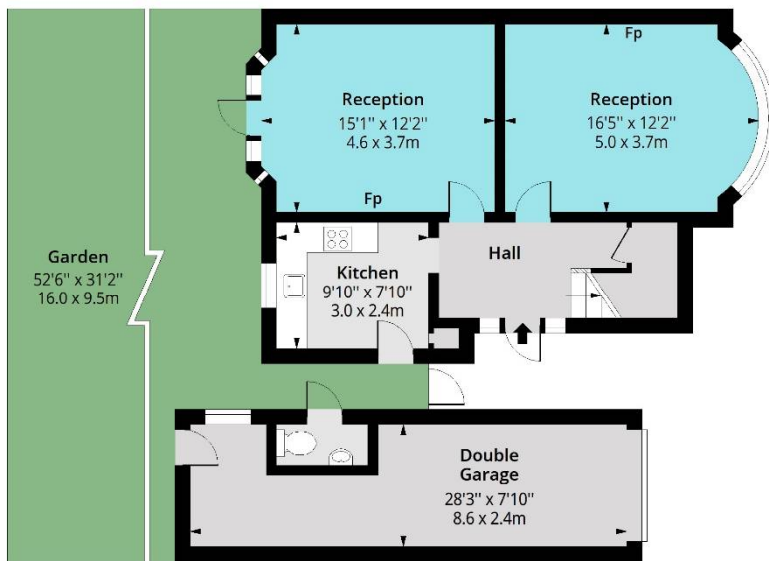 Fp
Reception
15'1" x 12'2"
4.6 x 3.7m
Reception
16'5" x 12'2"
5.0 x 3.7m
Fp
Garden
52'6" x 31'2"
16.0 x 9.5m
Kitchen
9'10" x 7'10"
3.0 x 2.4m
Hall
Double
Garage
28'3" x 7'10"
8.6 x 2.4m